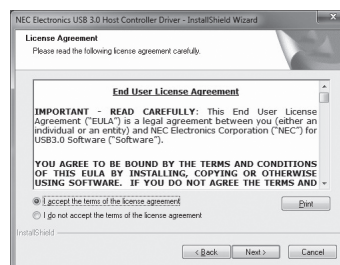 NEC Electronics USB 3.0 Host Controller Driver - InstallShield Wizard
x
License Agreement
Please read the following license agreement carefully.
End User License Agreement
IMPORTANT - READ CAREFULLY: This End User License
Agreement ("EULA") is a legal agreement between you (either an
individual or an entity) and NEC Electronics Corporation ("NEC") for
USB3.0 Software ("Software").
YOU AGREE TO BE BOUND BY THE TERMS AND CONDITIONS
OF THIS EULA BY INSTALLING, COPYING OR OTHERWISE
USING SOFTWARE. IF YOU DO NOT AGREE THE TERMS AND
I accept the terms of the license agreement
Print
I do not accept the terms of the license agreement
InstallShield
< Back Next > Cancel